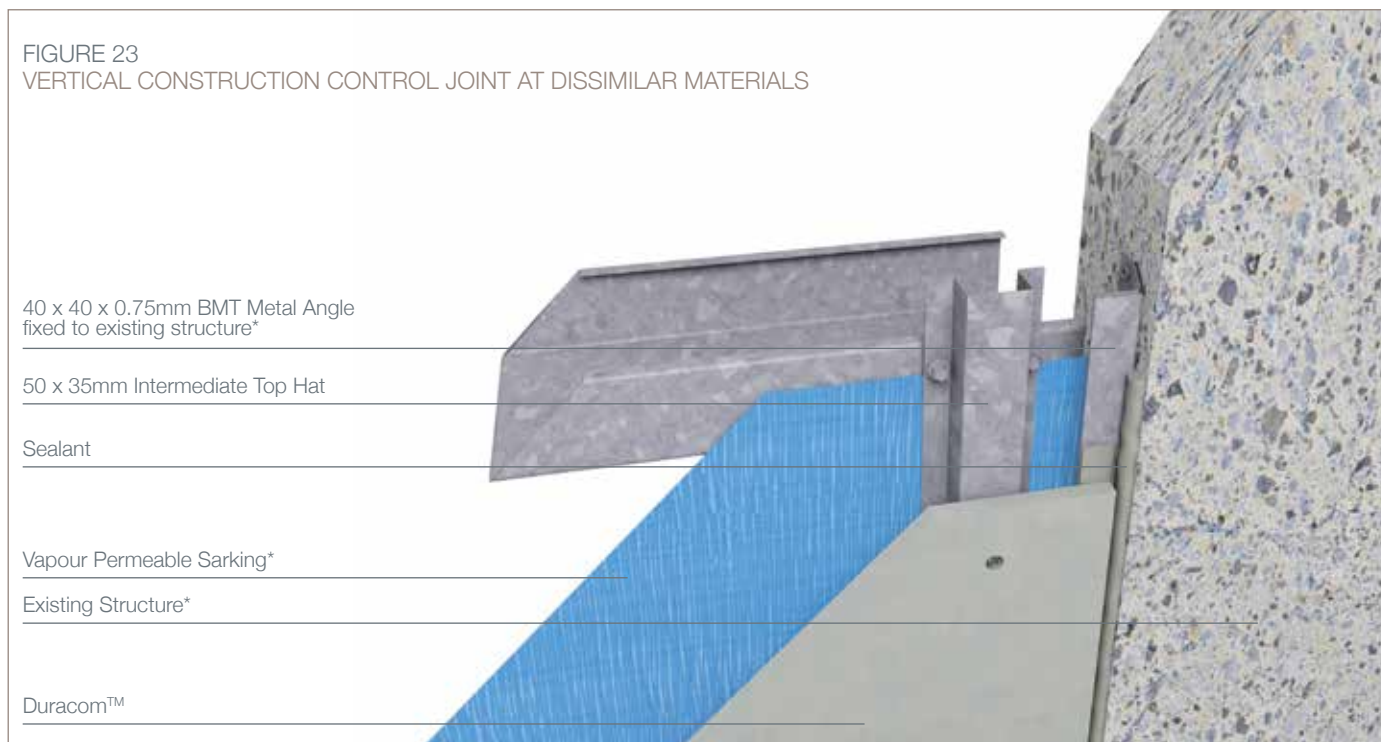 FIGURE 23
VERTICAL CONSTRUCTION CONTROL JOINT AT DISSIMILAR MATERIALS
40 x 40 x 0.75mm BMT Metal Angle
fixed to existing structure*
50 x 35mm Intermediate Top Hat
Sealant
Vapour Permeable Sarking*
Existing Structure*
Duracom™